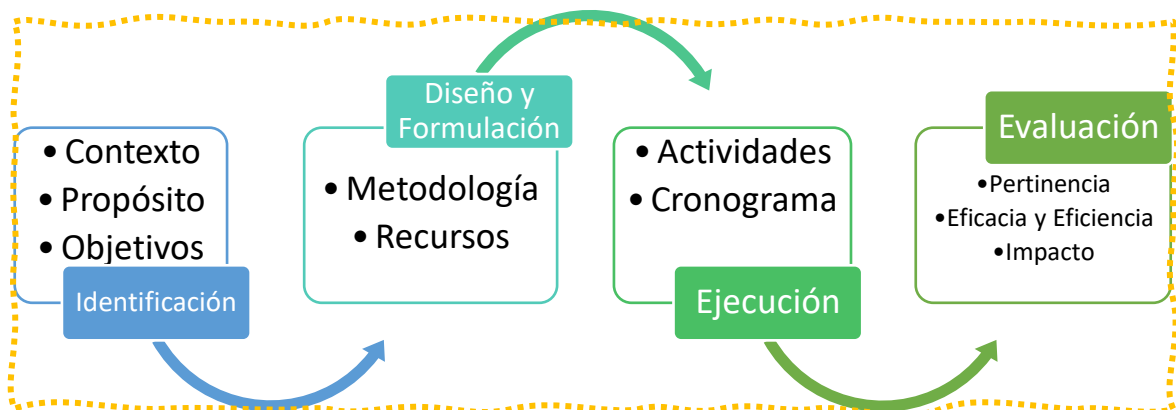 • Contexto
• Propósito
• Objetivos
Identificación
Diseño y
Formulación
• Metodología
• Recursos
• Actividades
• Cronograma
Ejecución
Evaluación
•Pertinencia
•Eficacia y Eficiencia
•Impacto